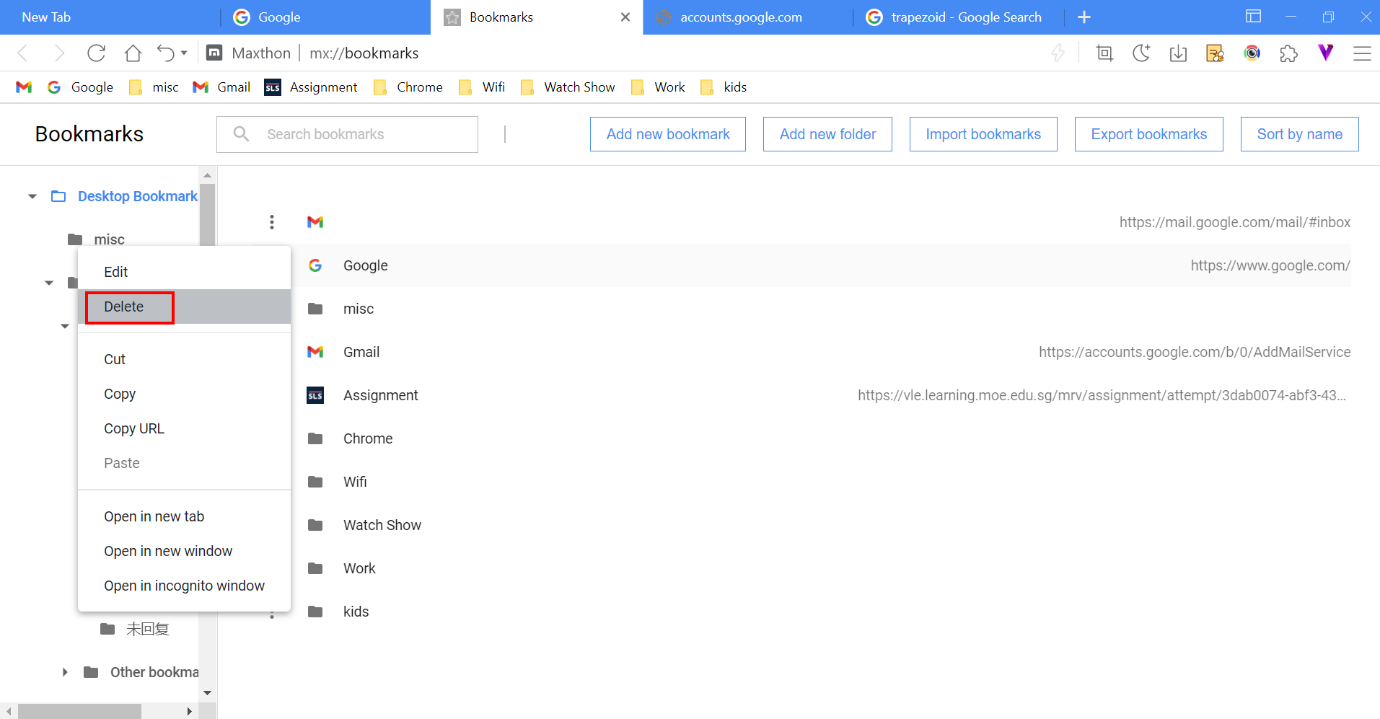 New Tab
Google
Bookmarks
accounts.google.com
trapezoid - Google Search
Maxthon | mx://bookmarks
Google
misc
Gmail
SLS
Assignment
Chrome
Wifi
Watch Show
Work
kids
Bookmarks
Search bookmarks
Add new bookmark
Add new folder
Import bookmarks
Export bookmarks
Sort by name
Desktop Bookmark
misc
Edit
Delete
Cut
Copy
Copy URL
Paste
Open in new tab
Open in new window
Open in incognito window
未回复
Other bookma
https://mail.google.com/mail/#inbox
Google https://www.google.com/
misc
Gmail https://accounts.google.com/b/0/AddMailService
SLS Assignment https://vle.learning.moe.edu.sg/mrv/assignment/attempt/3dab0074-abf3-43...
Chrome
Wifi
Watch Show
Work
kids